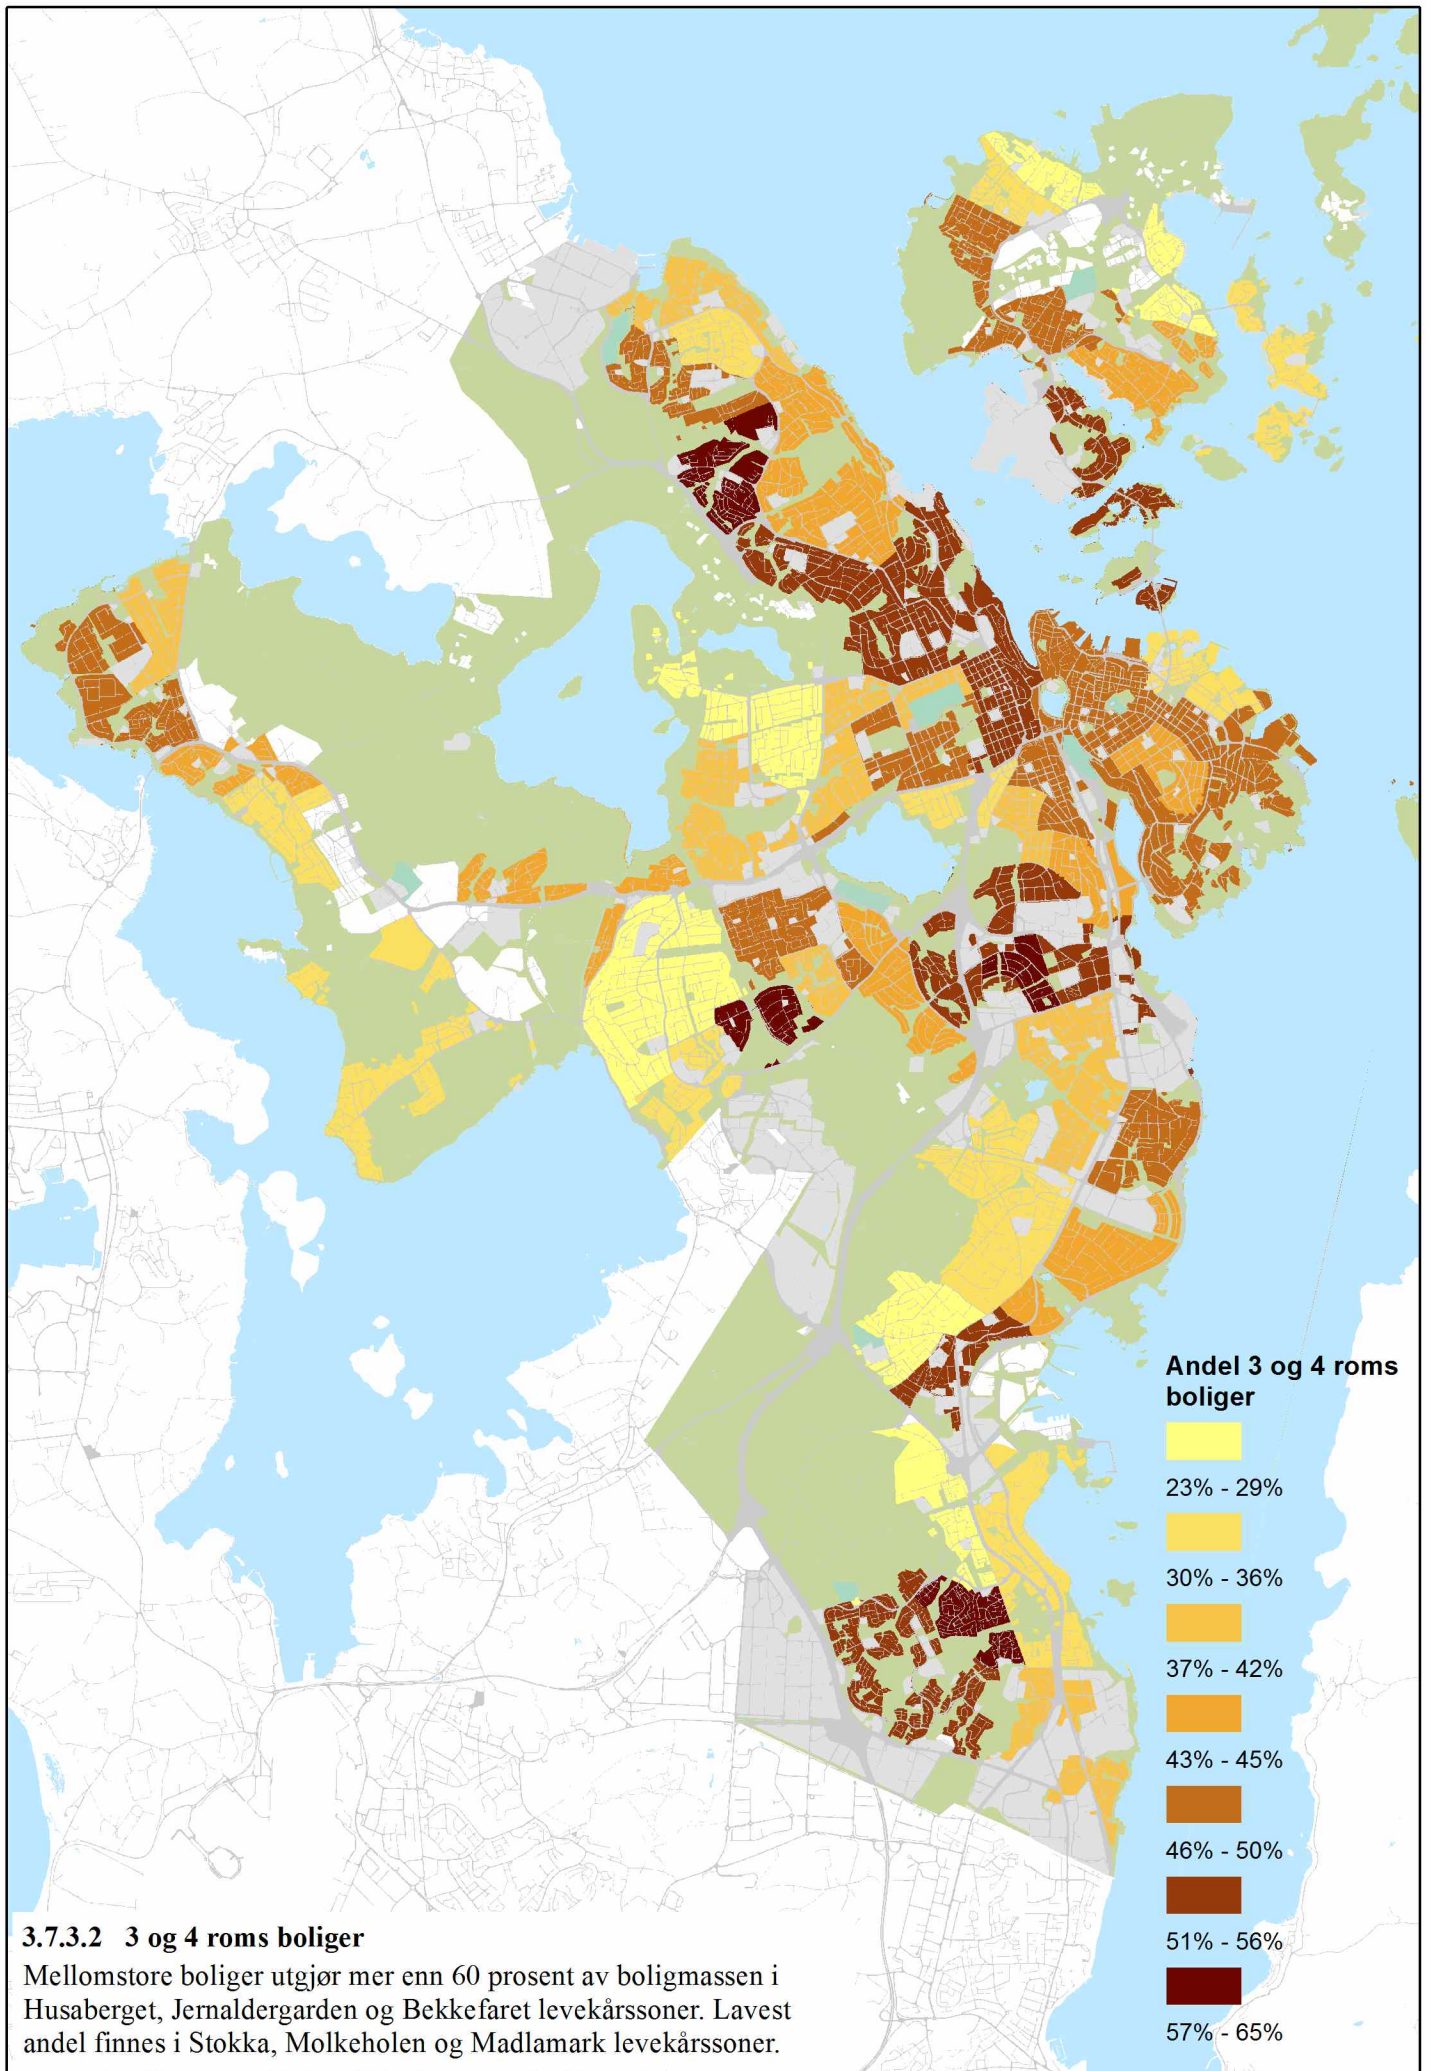 Andel 3 og 4 roms
boliger
23% - 29%
30% - 36%
37% - 42%
43% - 45%
46% - 50%
51% - 56%
57% - 65%
3.7.3.2 3 og 4 roms boliger
Mellomstore boliger utgjør mer enn 60 prosent av boligmassen i
Husaberget, Jernaldergarden og Bekkefaret levekårssoner. Lavest
andel finnes i Stokka, Molkeholen og Madlamark levekårssoner.